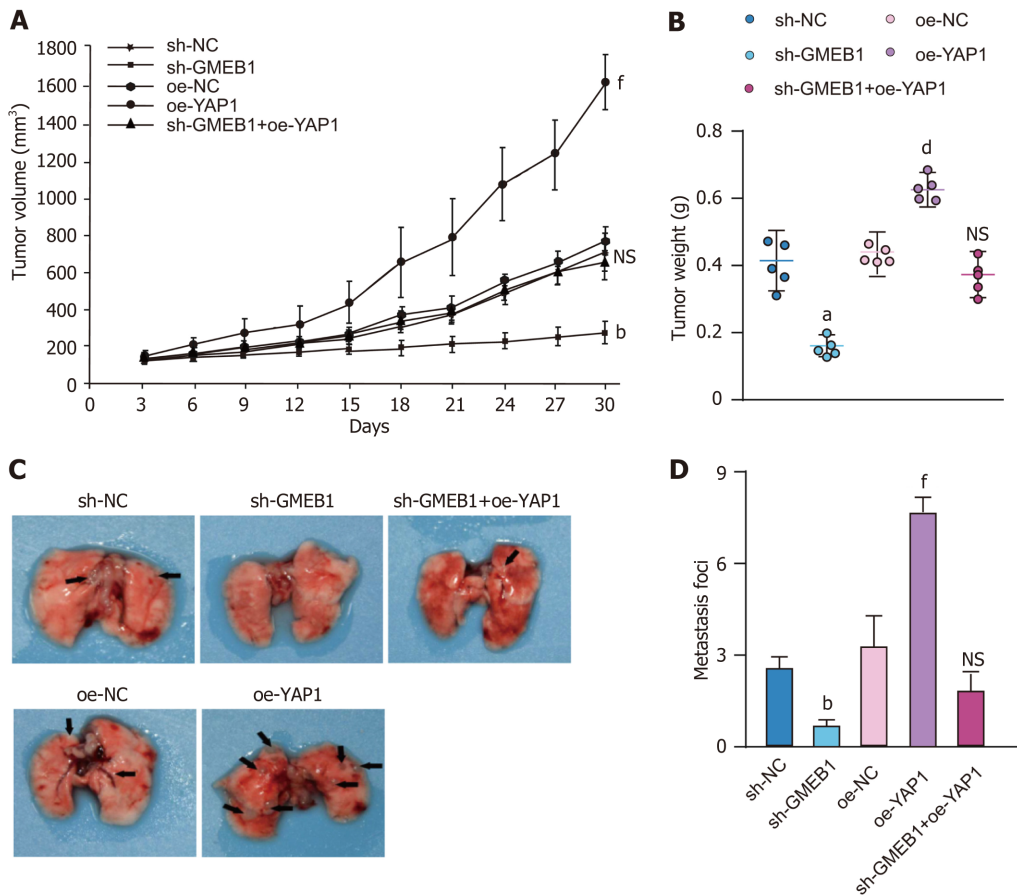 A
sh-NC
sh-GMEB1
oe-NC
oe-YAP1
sh-GMEB1+oe-YAP1
Tumor volume (mm³)
1800
1600
1400
1200
1000
800
600
400
200
0
f
NS
b
0 3 6 9 12 15 18 21 24 27 30
Days
B
sh-NC oe-NC
sh-GMEB1 oe-YAP1
sh-GMEB1+oe-YAP1
Tumor weight (g)
0.8
0.6
0.4
0.2
0
a
d
NS
C
sh-NC sh-GMEB1 sh-GMEB1+oe-YAP1
oe-NC oe-YAP1
D
Metastasis foci
9
6
3
0
b
f
NS
sh-NC
sh-GMEB1
oe-NC
oe-YAP1
sh-GMEB1+oe-YAP1